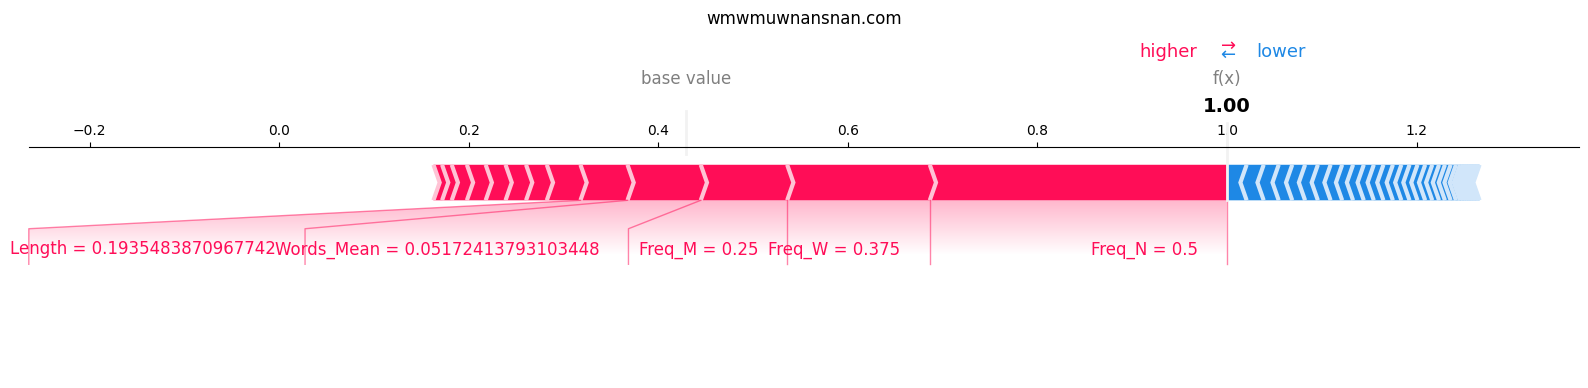 wmwmuwnansnan.com
higher ⇄ lower
base value f(x)
1.00
−0.2 0.0 0.2 0.4 0.6 0.8 1.0 1.2
Length = 0.1935483870967742 Words_Mean = 0.05172413793103448 Freq_M = 0.25 Freq_W = 0.375 Freq_N = 0.5